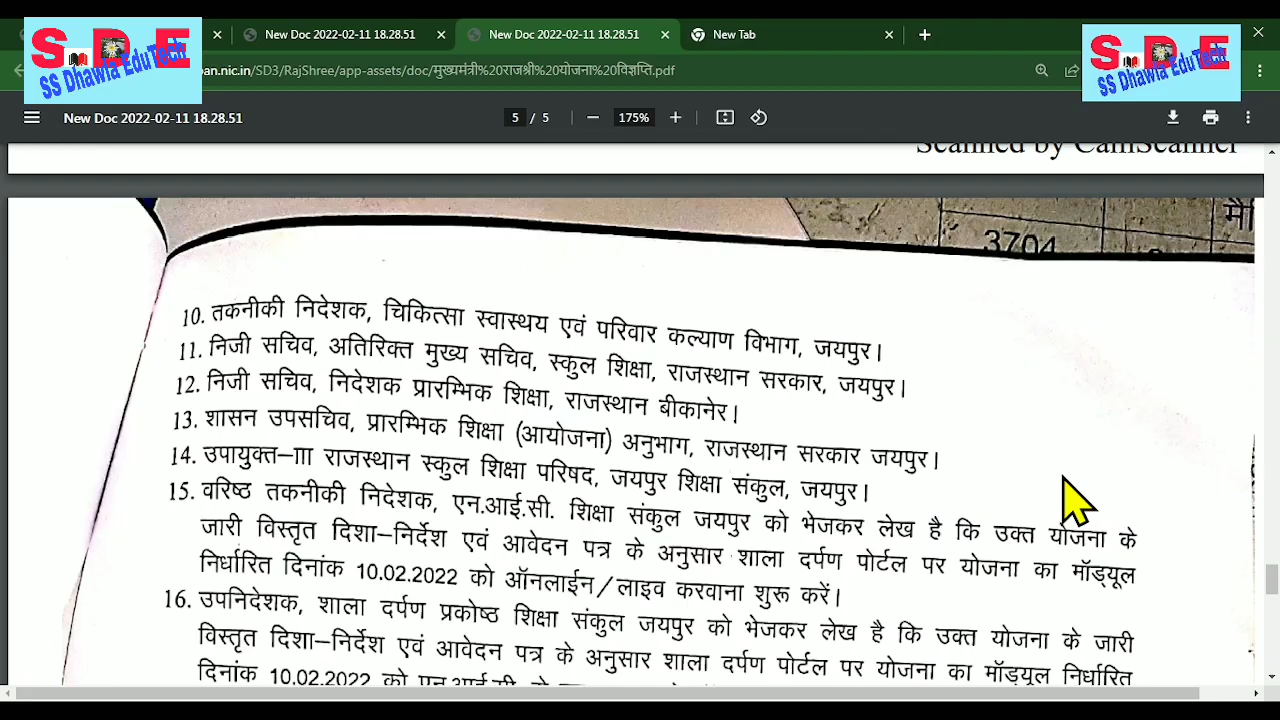 SDE
SS Dhawla EduTech
New Doc 2022-02-11 18.28.51
New Doc 2022-02-11 18.28.51
New Tab
SDE
SS Dhawla EduTech
pan.nic.in/SD3/RajShree/app-assets/doc/मुख्यमंत्री%20राजश्री%20योजना%20विज्ञप्ति.pdf
New Doc 2022-02-11 18.28.51
5 / 5
175%
Scanned by CamScanner
3704
10. तकनीकी निदेशक, चिकित्सा स्वास्थय एवं परिवार कल्याण विभाग, जयपुर।
11. निजी सचिव, अतिरिक्त मुख्य सचिव, स्कुल शिक्षा, राजस्थान सरकार, जयपुर।
12. निजी सचिव, निदेशक प्रारम्भिक शिक्षा, राजस्थान बीकानेर।
13. शासन उपसचिव, प्रारम्भिक शिक्षा (आयोजना) अनुभाग, राजस्थान सरकार जयपुर।
14. उपायुक्त–III राजस्थान स्कुल शिक्षा परिषद, जयपुर शिक्षा संकुल, जयपुर।
15. वरिष्ठ तकनीकी निदेशक, एन.आई.सी. शिक्षा संकुल जयपुर को भेजकर लेख है कि उक्त योजना के
जारी विस्तृत दिशा–निर्देश एवं आवेदन पत्र के अनुसार शाला दर्पण पोर्टल पर योजना का मॉड्यूल
निर्धारित दिनांक 10.02.2022 को ऑनलाईन/लाइव करवाना शुरू करें।
16. उपनिदेशक, शाला दर्पण प्रकोष्ठ शिक्षा संकुल जयपुर को भेजकर लेख है कि उक्त योजना के जारी
विस्तृत दिशा–निर्देश एवं आवेदन पत्र के अनुसार शाला दर्पण पोर्टल पर योजना का मॉड्यूल निर्धारित
दिनांक 10.02.2022 को